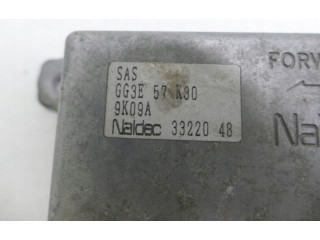 SAS
GG3E 57 K30
9K09A
Naldec 33220 48
FORW
Na